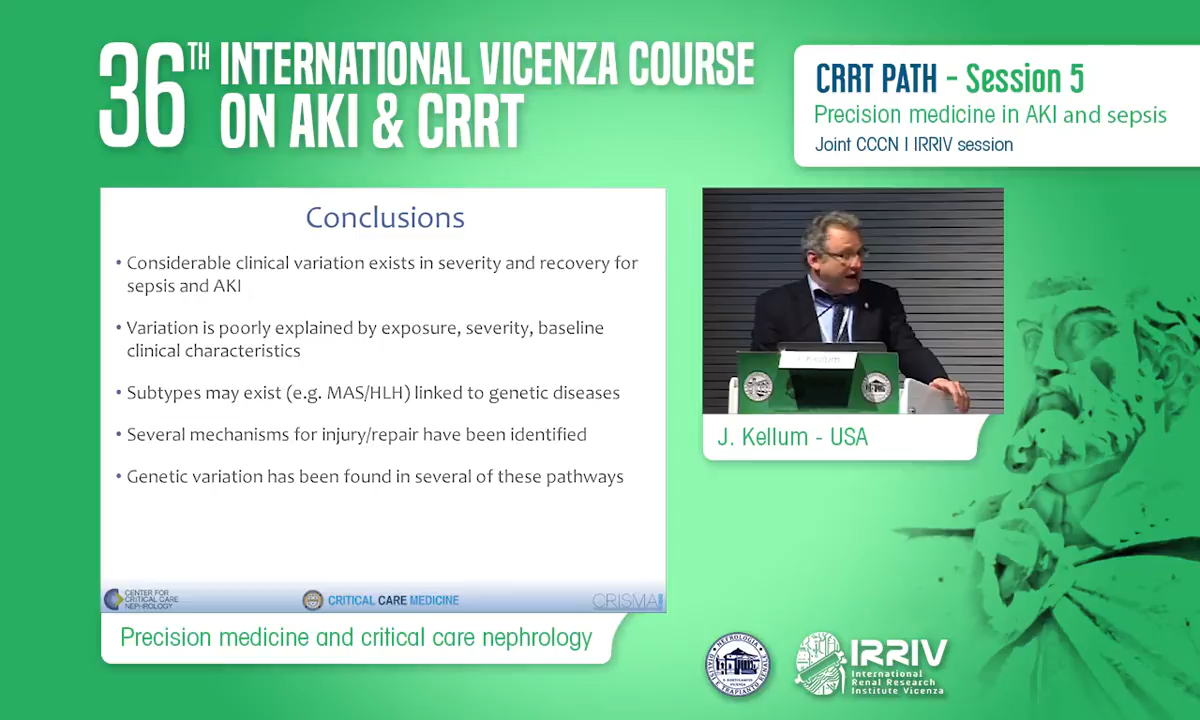 36TH INTERNATIONAL VICENZA COURSE
ON AKI & CRRT
CRRT PATH - Session 5
Precision medicine in AKI and sepsis
Joint CCCN I IRRIV session
Conclusions
• Considerable clinical variation exists in severity and recovery for
sepsis and AKI
• Variation is poorly explained by exposure, severity, baseline
clinical characteristics
• Subtypes may exist (e.g. MAS/HLH) linked to genetic diseases
• Several mechanisms for injury/repair have been identified
• Genetic variation has been found in several of these pathways
CENTER FOR
CRITICAL CARE
NEPHROLOGY
CRITICAL CARE MEDICINE
CRISMA
Precision medicine and critical care nephrology
J. Kellum - USA
NEFROLOGIA
IRRIV
International
Renal Research
Institute Vicenza